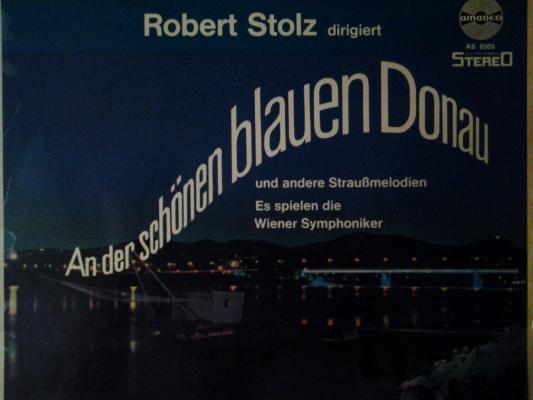 Robert Stolz dirigiert
amadeo
AS 8505
STEREO
An der schönen blauen Donau
und andere Straußmelodien
Es spielen die
Wiener Symphoniker